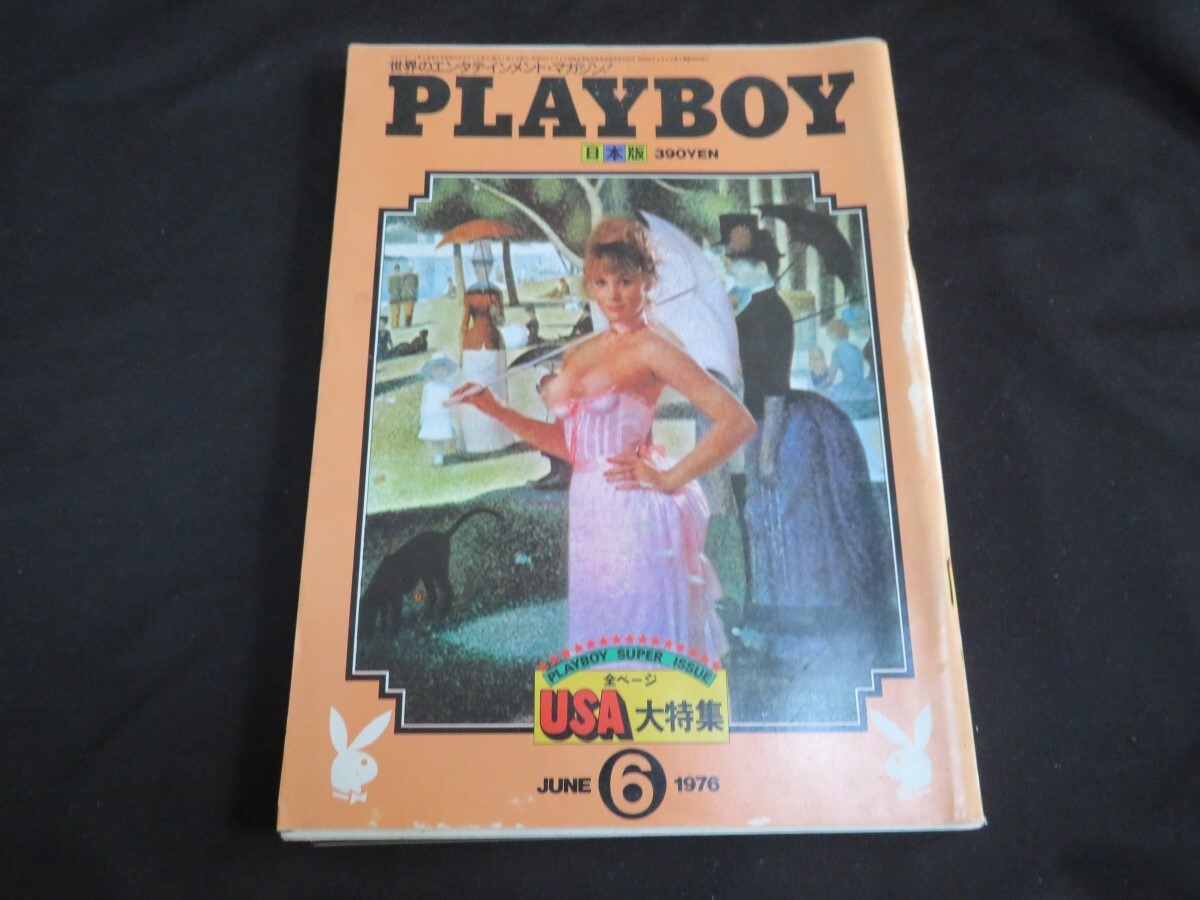 世界のエンタテインメント・マガジン!
PLAYBOY
日本版 390YEN
PLAYBOY SUPER ISSUE
全ページ
USA 大特集
JUNE 6 1976